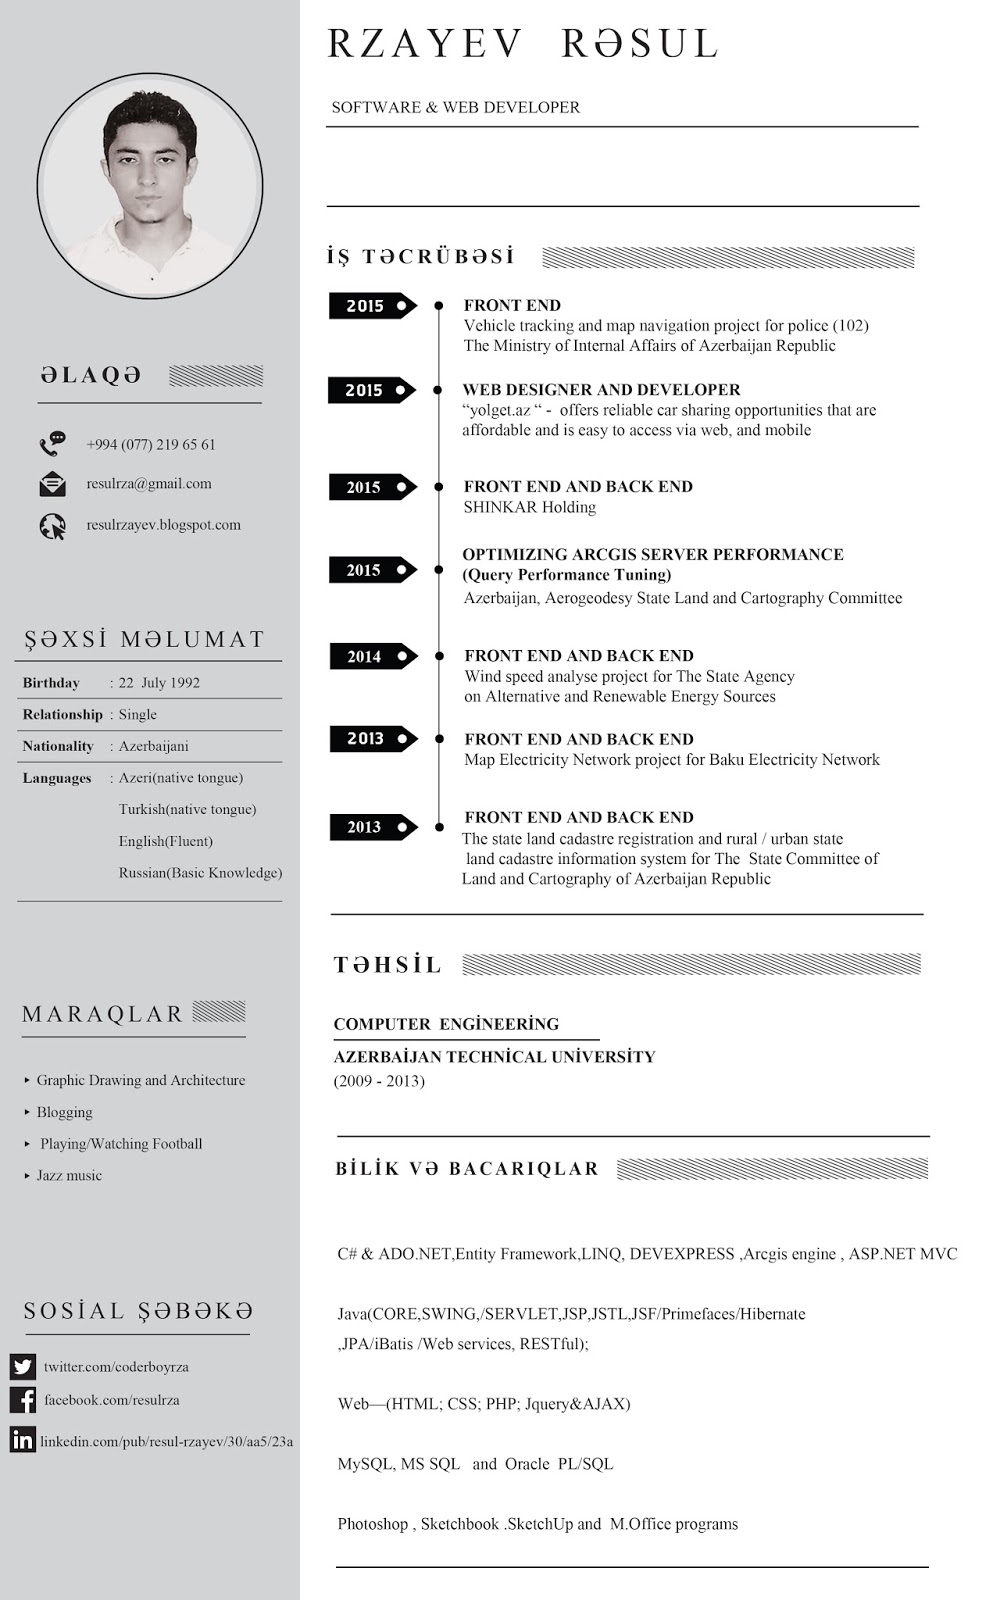 RZAYEV RƏSUL
SOFTWARE & WEB DEVELOPER
ƏLAQƏ
+994 (077) 219 65 61
resulrza@gmail.com
resulrzayev.blogspot.com
ŞƏXSİ MƏLUMAT
Birthday : 22 July 1992
Relationship : Single
Nationality : Azerbaijani
Languages : Azeri(native tongue)
Turkish(native tongue)
English(Fluent)
Russian(Basic Knowledge)
MARAQLAR
Graphic Drawing and Architecture
Blogging
Playing/Watching Football
Jazz music
SOSİAL ŞƏBƏKƏ
twitter.com/coderboyrza
facebook.com/resulrza
in linkedin.com/pub/resul-rzayev/30/aa5/23a
İŞ TƏCRÜBƏSİ
2015 FRONT END
Vehicle tracking and map navigation project for police (102)
The Ministry of Internal Affairs of Azerbaijan Republic
2015 WEB DESIGNER AND DEVELOPER
“yolget.az “ - offers reliable car sharing opportunities that are
affordable and is easy to access via web, and mobile
2015 FRONT END AND BACK END
SHINKAR Holding
OPTIMIZING ARCGIS SERVER PERFORMANCE
2015 (Query Performance Tuning)
Azerbaijan, Aerogeodesy State Land and Cartography Committee
2014 FRONT END AND BACK END
Wind speed analyse project for The State Agency
on Alternative and Renewable Energy Sources
2013 FRONT END AND BACK END
Map Electricity Network project for Baku Electricity Network
2013 FRONT END AND BACK END
The state land cadastre registration and rural / urban state
land cadastre information system for The State Committee of
Land and Cartography of Azerbaijan Republic
TƏHSİL
COMPUTER ENGİNEERİNG
AZERBAİJAN TECHNİCAL UNİVERSİTY
(2009 - 2013)
BİLİK VƏ BACARIQLAR
C# & ADO.NET,Entity Framework,LINQ, DEVEXPRESS ,Arcgis engine , ASP.NET MVC
Java(CORE,SWING,/SERVLET,JSP,JSTL,JSF/Primefaces/Hibernate
,JPA/iBatis /Web services, RESTful);
Web—(HTML; CSS; PHP; Jquery&AJAX)
MySQL, MS SQL and Oracle PL/SQL
Photoshop , Sketchbook .SketchUp and M.Office programs